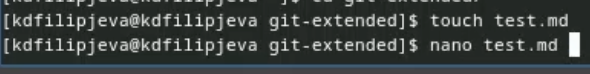 [kdfilipjeva@kdfilipjeva git-extended]$ touch test.md
[kdfilipjeva@kdfilipjeva git-extended]$ nano test.md